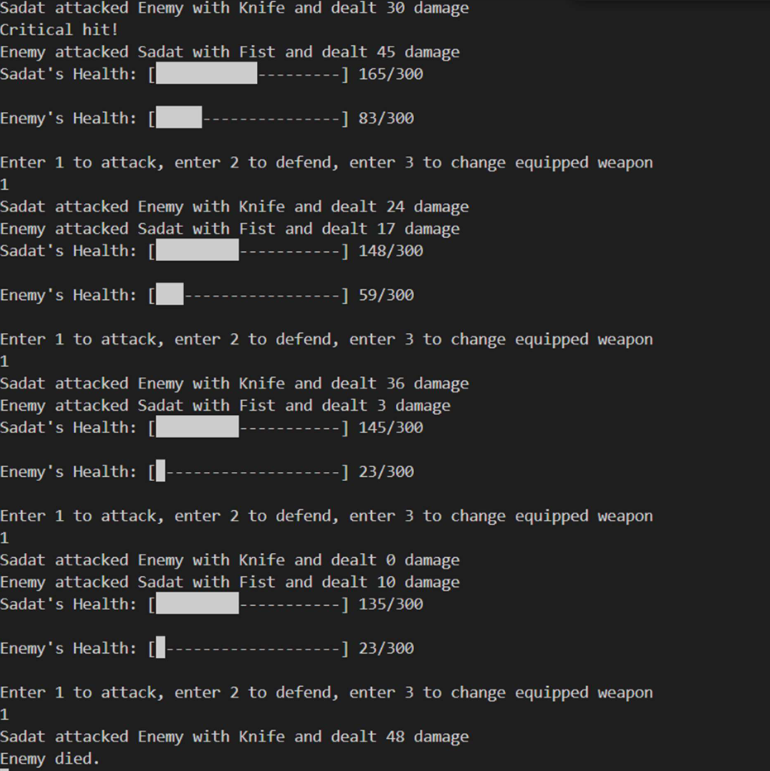 Sadat attacked Enemy with Knife and dealt 30 damage
Critical hit!
Enemy attacked Sadat with Fist and dealt 45 damage
Sadat's Health: [███████████---------] 165/300
Enemy's Health: [█████---------------] 83/300
Enter 1 to attack, enter 2 to defend, enter 3 to change equipped weapon
1
Sadat attacked Enemy with Knife and dealt 24 damage
Enemy attacked Sadat with Fist and dealt 17 damage
Sadat's Health: [█████████-----------] 148/300
Enemy's Health: [███-----------------] 59/300
Enter 1 to attack, enter 2 to defend, enter 3 to change equipped weapon
1
Sadat attacked Enemy with Knife and dealt 36 damage
Enemy attacked Sadat with Fist and dealt 3 damage
Sadat's Health: [█████████-----------] 145/300
Enemy's Health: [█-------------------] 23/300
Enter 1 to attack, enter 2 to defend, enter 3 to change equipped weapon
1
Sadat attacked Enemy with Knife and dealt 0 damage
Enemy attacked Sadat with Fist and dealt 10 damage
Sadat's Health: [█████████-----------] 135/300
Enemy's Health: [█-------------------] 23/300
Enter 1 to attack, enter 2 to defend, enter 3 to change equipped weapon
1
Sadat attacked Enemy with Knife and dealt 48 damage
Enemy died.